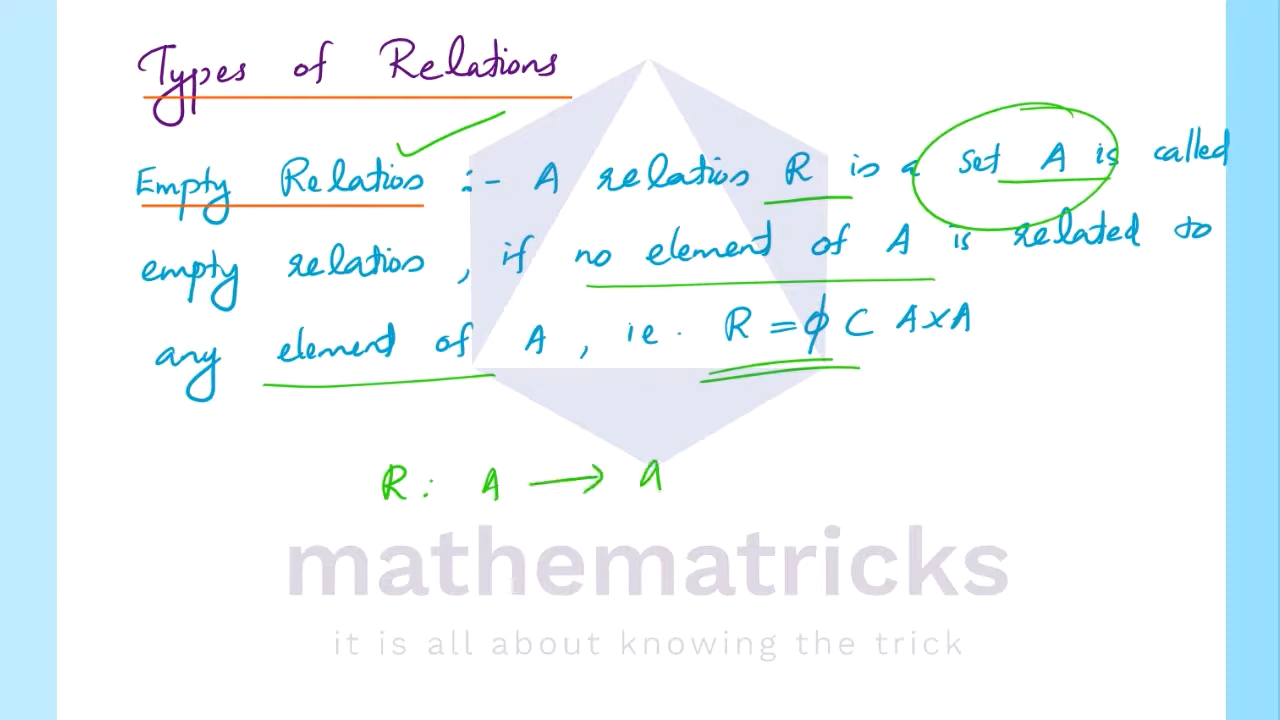 Types of Relations
Empty Relation :- A relation R is a set A is called
empty relation, if no element of A is related to
any element of A, ie. R = ϕ ⊂ A×A
R: A → A
mathematricks
it is all about knowing the trick